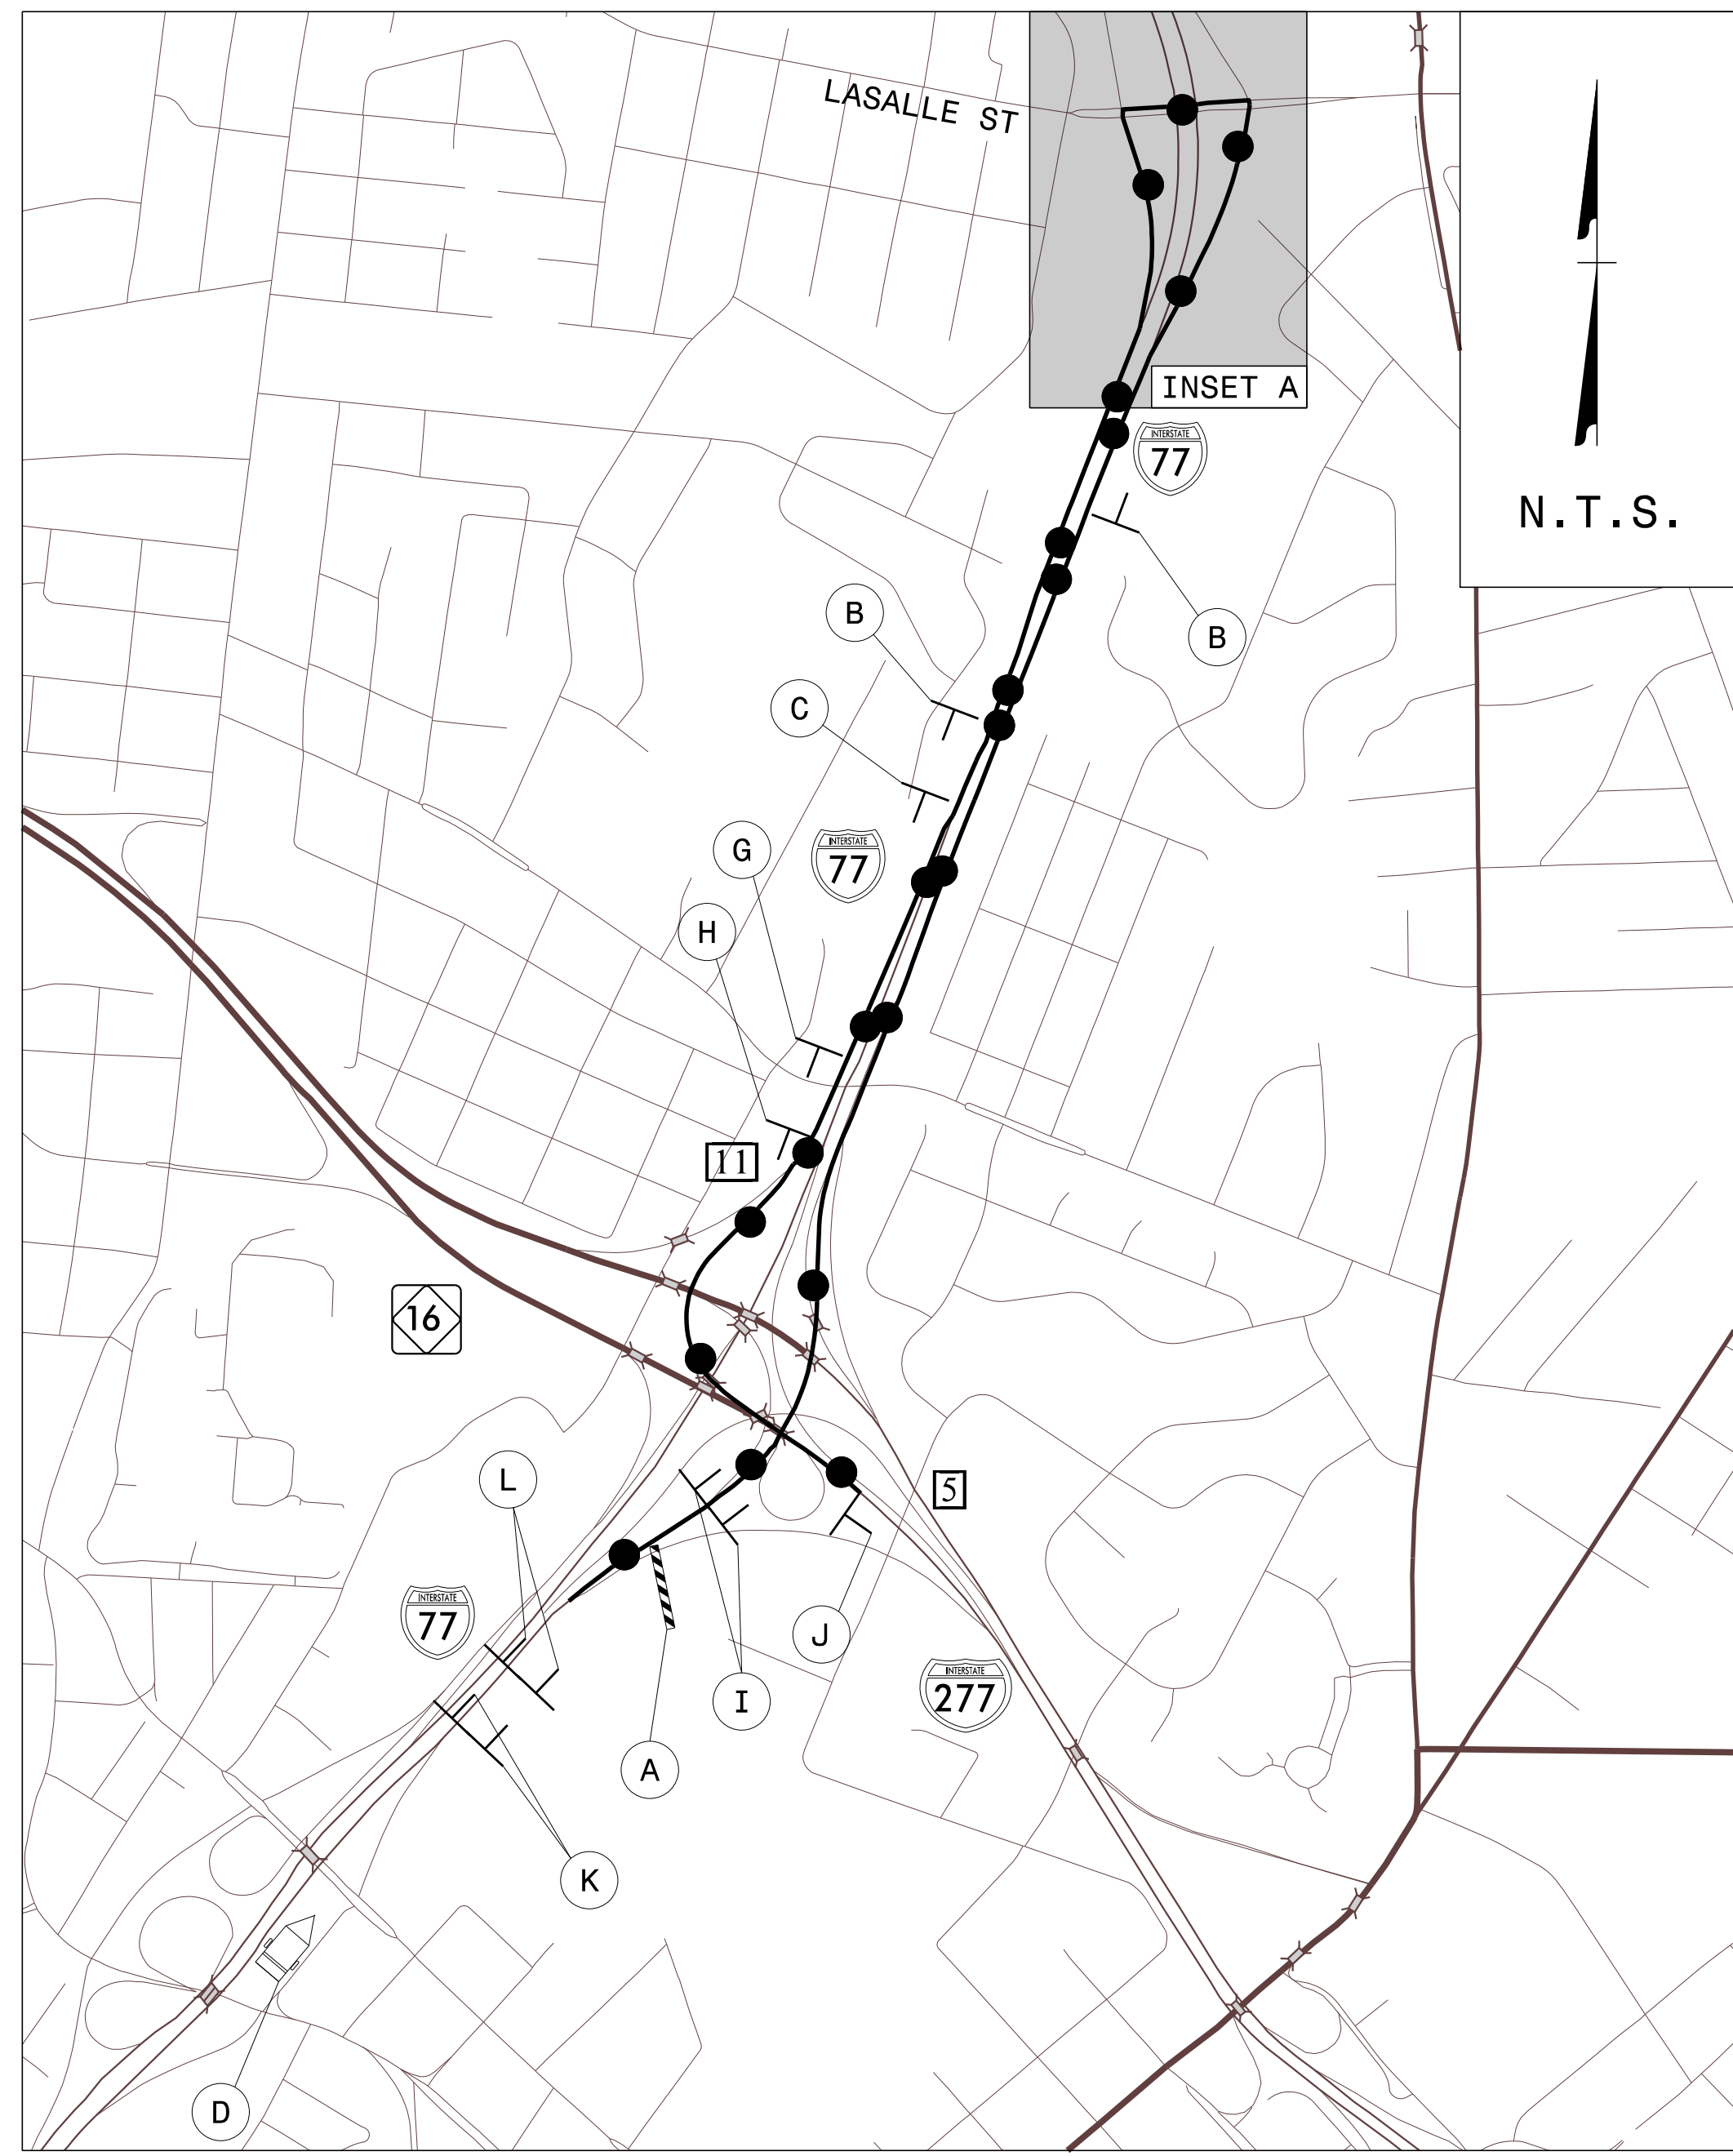 LASALLE ST
INSET A
INTERSTATE
77
N.T.S.
B
B
C
INTERSTATE
77
G
H
11
16
L
5
INTERSTATE
77
J
INTERSTATE
277
I
A
K
D